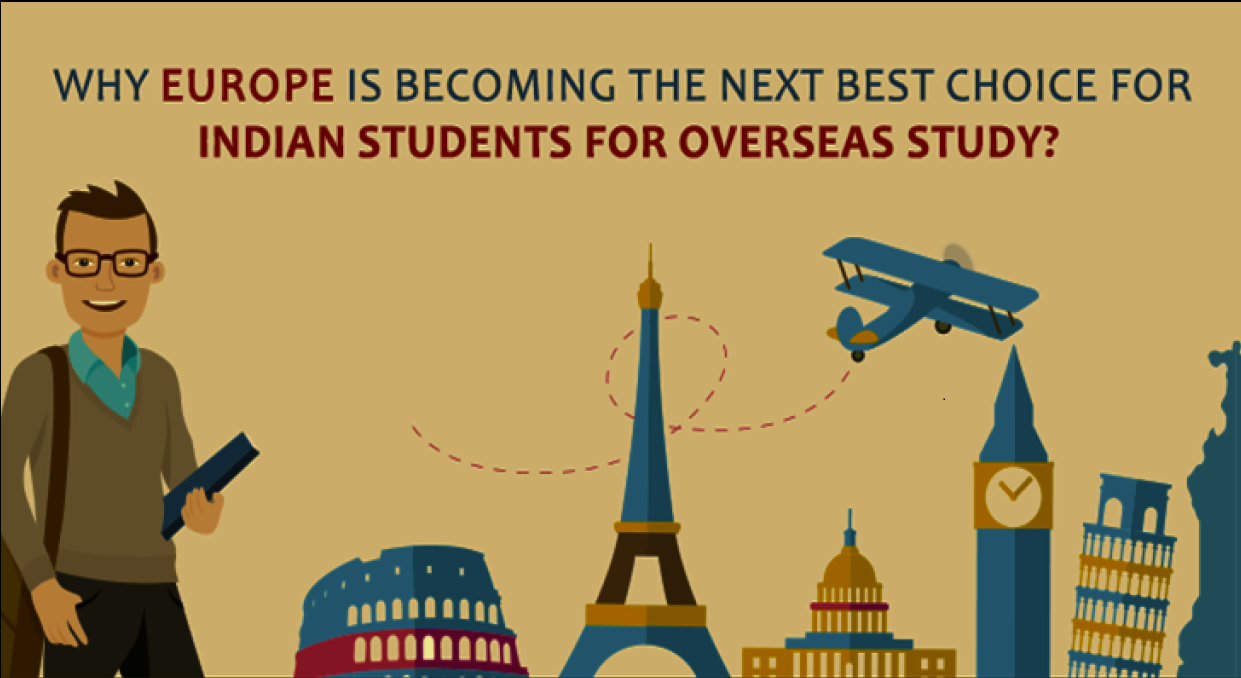 WHY EUROPE IS BECOMING THE NEXT BEST CHOICE FOR
INDIAN STUDENTS FOR OVERSEAS STUDY?